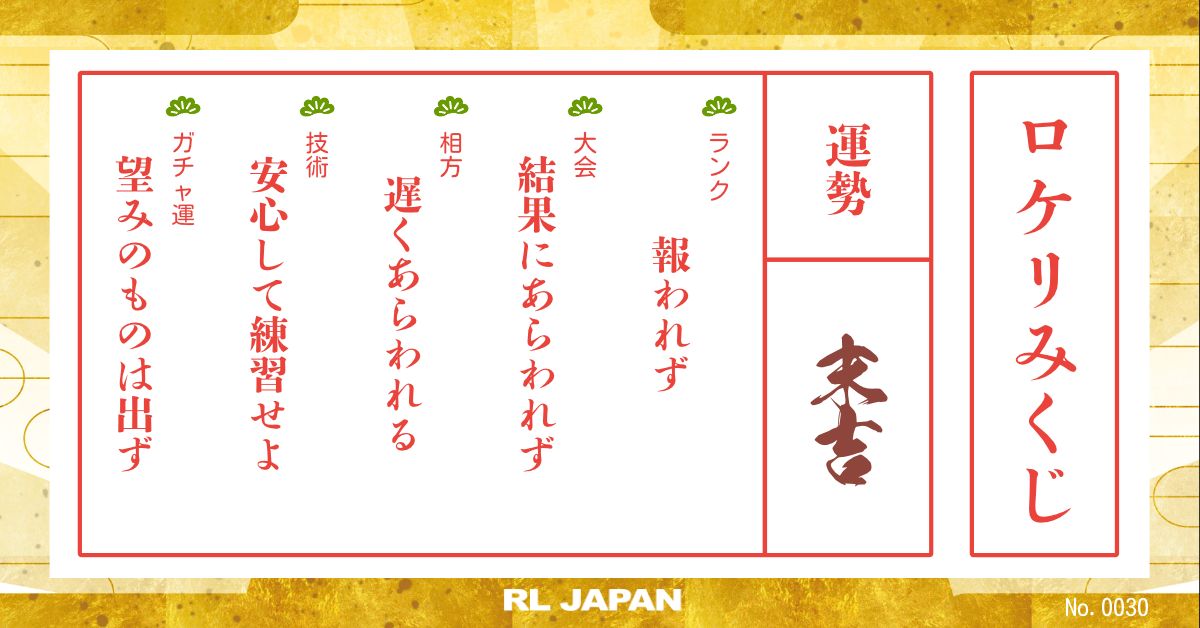 ロケリみくじ
運勢
末吉
ランク
報われず
大会
結果にあらわれず
相方
遅くあらわれる
技術
安心して練習せよ
ガチャ運
望みのものは出ず
RL JAPAN
No. 0030